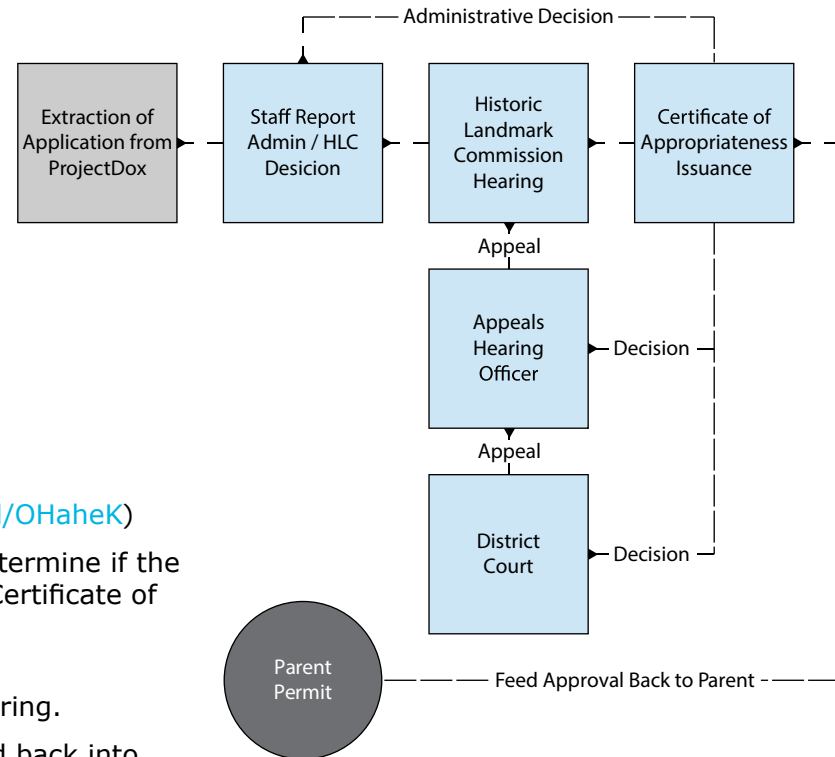 Administrative Decision
Extraction of
Application from
ProjectDox
Staff Report
Admin / HLC
Desicion
Historic
Landmark
Commission
Hearing
Certificate of
Appropriateness
Issuance
Appeal
Appeals
Hearing
Officer
Decision
Appeal
District
Court
Decision
/OHaheK)
termine if the
Certificate of
Parent
Permit
Feed Approval Back to Parent
ring.
back into